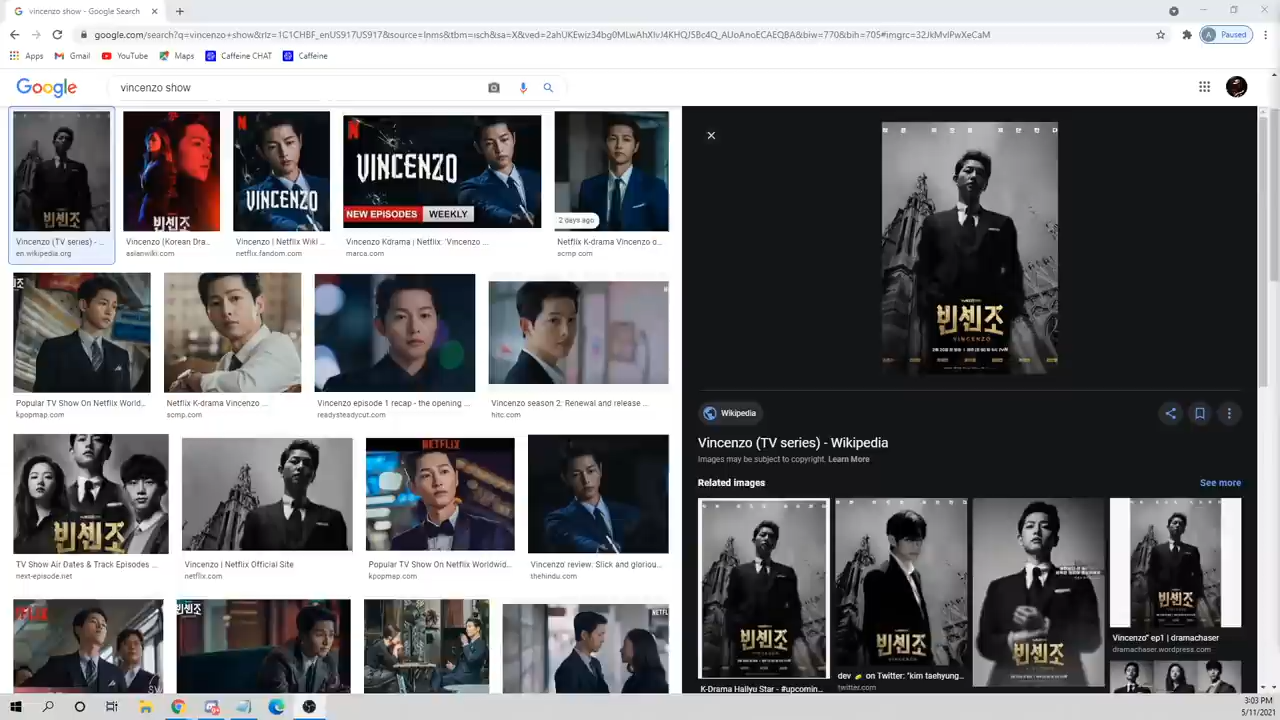 vincenzo show - Google Search
google.com/search?q=vincenzo+show&rlz=1C1CHBF_enUS917US917&source=lnms&tbm=isch&sa=X&ved=2ahUKEwiz34bg0MLwAhXIvJ4KHQJ5Bc4Q_AUoAnoECAEQBA&biw=770&bih=705#imgrc=32JkMvlPwXeCaM
Paused
Apps Gmail YouTube Maps Caffeine CHAT Caffeine
Google
vincenzo show
VINCENZO
NEW EPISODES WEEKLY
VINCENZO
2 days ago
빈센조
빈센조
Vincenzo (TV series) - ...
en.wikipedia.org
Vincenzo (Korean Dra...
asianwiki.com
Vincenzo | Netflix Wiki ...
netflix.fandom.com
Vincenzo Kdrama | Netflix: 'Vincenzo ...
marca.com
Netflix K-drama Vincenzo o...
scmp.com
Popular TV Show On Netflix World...
kpopmap.com
Netflix K-drama Vincenzo ...
scmp.com
Vincenzo episode 1 recap - the opening ...
readysteadycut.com
Vincenzo season 2: Renewal and release ...
hitc.com
빈센조
NETFLIX
TV Show Air Dates & Track Episodes ...
next-episode.net
Vincenzo | Netflix Official Site
netflix.com
Popular TV Show On Netflix Worldwid...
kpopmap.com
Vincenzo' review: Slick and gloriou...
thehindu.com
NETFLIX
빈센조
NETFL
빈센조
VINCENZO
Wikipedia
Vincenzo (TV series) - Wikipedia
Images may be subject to copyright. Learn More
Related images
See more
빈센조
빈센조
빈센조
빈센조
K-Drama Hallyu Star - #upcomin...
dev on Twitter: "kim taehyung...
twitter.com
Vincenzo" ep1 | dramachaser
dramachaser.wordpress.com
3:03 PM
5/11/2021